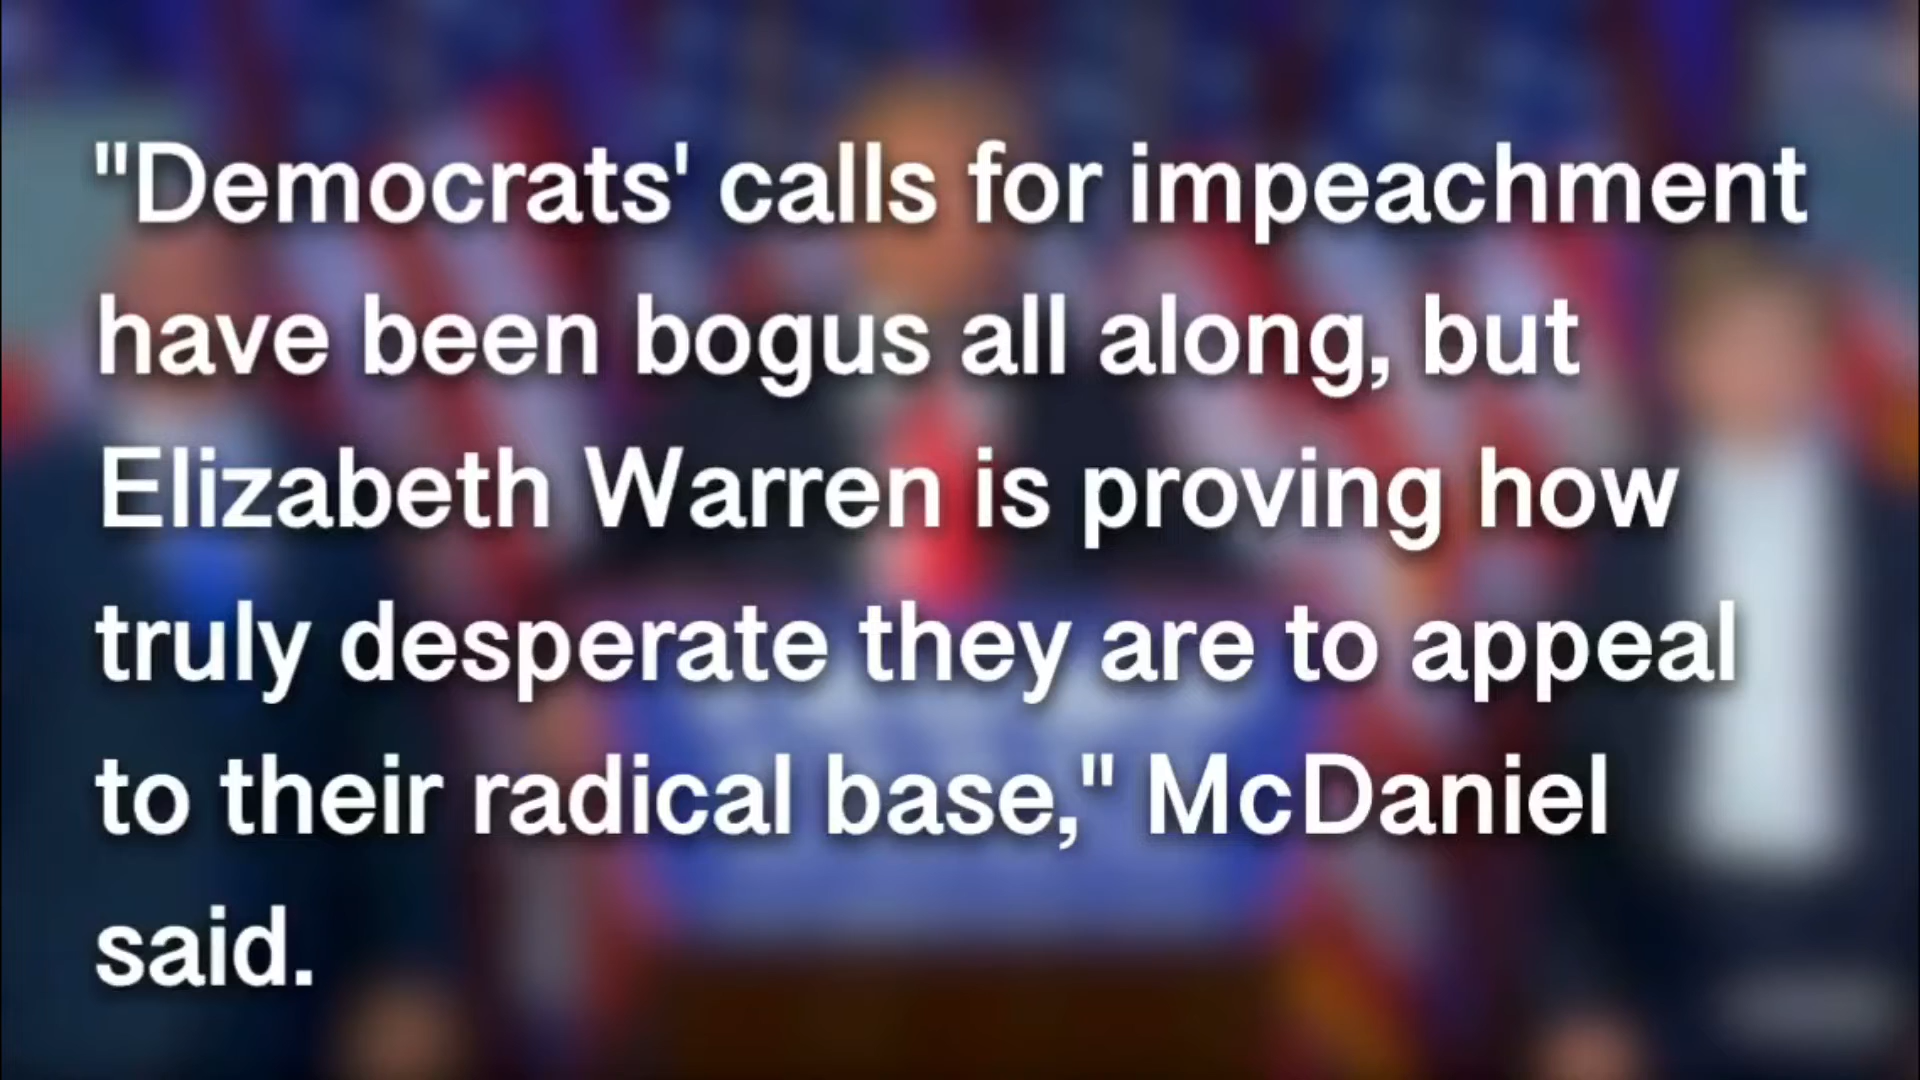 "Democrats' calls for impeachment
have been bogus all along, but
Elizabeth Warren is proving how
truly desperate they are to appeal
to their radical base," McDaniel
said.